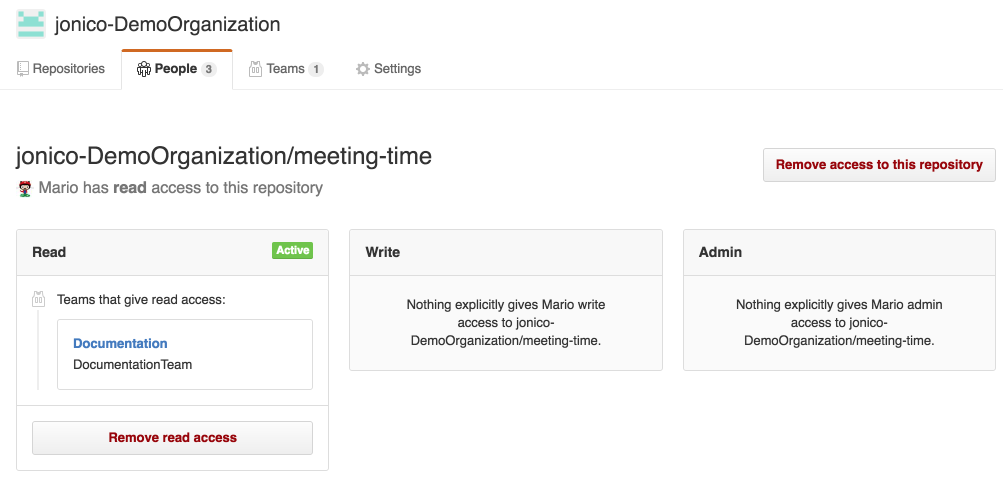 jonico-DemoOrganization
Repositories
People 3
Teams 1
Settings
jonico-DemoOrganization/meeting-time
Remove access to this repository
Mario has read access to this repository
Read
Active
Teams that give read access:
Documentation
DocumentationTeam
Remove read access
Write
Nothing explicitly gives Mario write
access to jonico-
DemoOrganization/meeting-time.
Admin
Nothing explicitly gives Mario admin
access to jonico-
DemoOrganization/meeting-time.